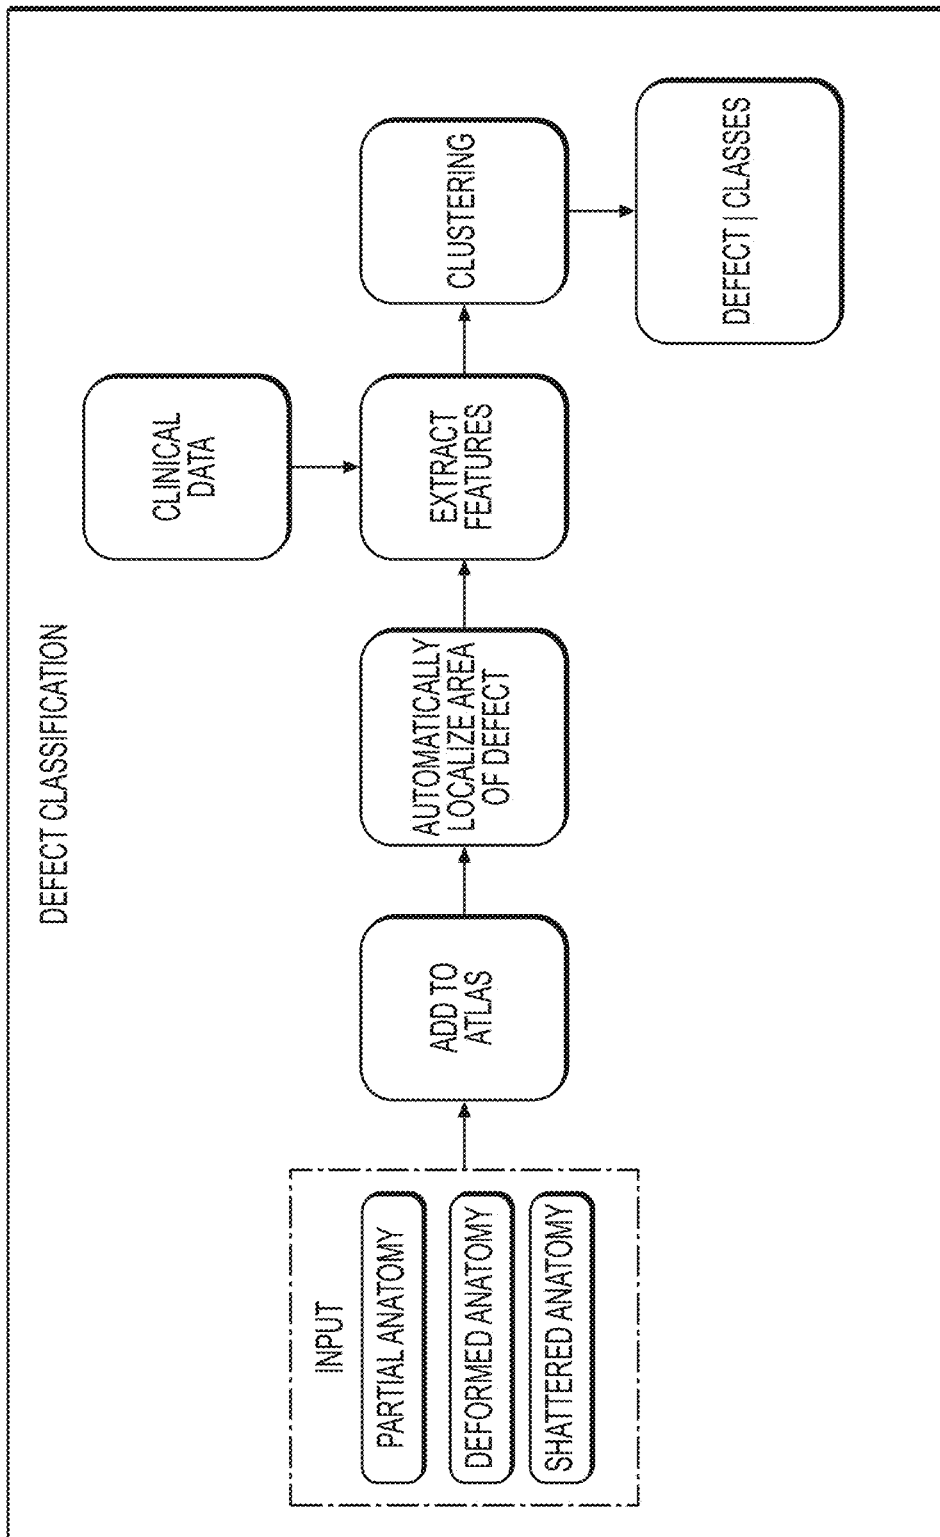 DEFECT CLASSIFICATION
INPUT
PARTIAL ANATOMY
DEFORMED ANATOMY
SHATTERED ANATOMY
ADD TO
ATLAS
AUTOMATICALLY
LOCALIZE AREA
OF DEFECT
CLINICAL
DATA
EXTRACT
FEATURES
CLUSTERING
DEFECT | CLASSES